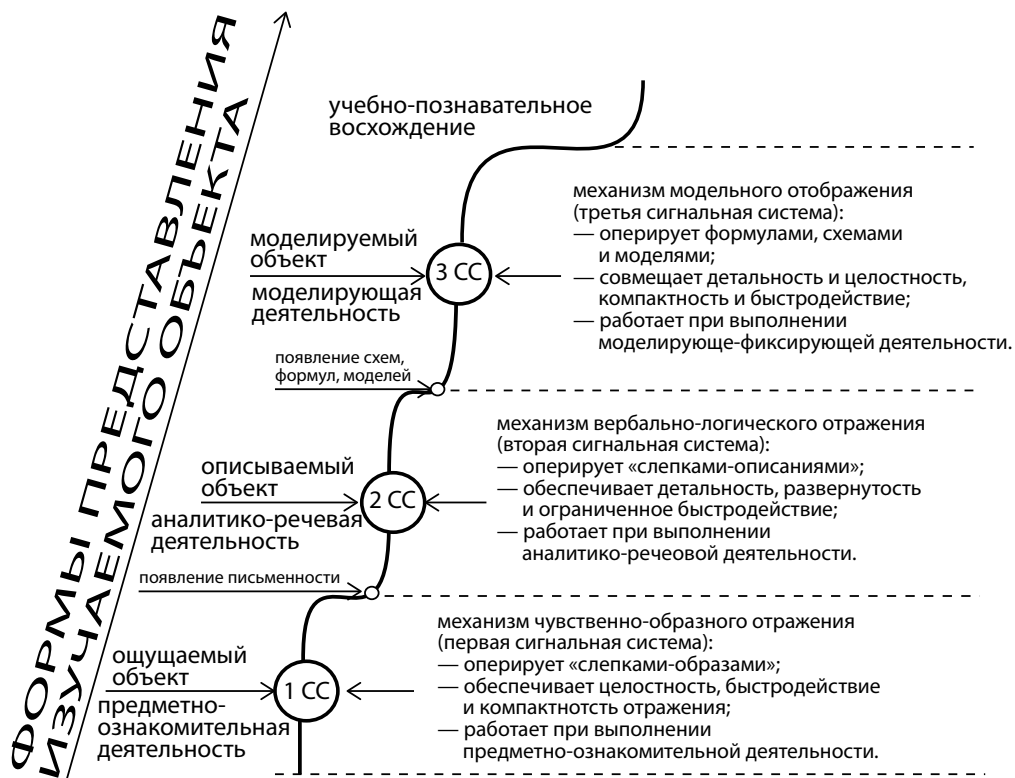 ФОРМЫ ПРЕДСТАВЛЕНИЯ
ИЗУЧАЕМОГО ОБЪЕКТА
учебно-познавательное
восхождение
моделируемый
объект
3 СС
моделирующая
деятельность
механизм модельного отображения
(третья сигнальная система):
— оперирует формулами, схемами
и моделями;
— совмещает детальность и целостность,
компактность и быстродействие;
— работает при выполнении
моделирующе-фиксирующей деятельности.
появление схем,
формул, моделей
описываемый
объект
2 СС
аналитико-речевая
деятельность
механизм вербально-логического отражения
(вторая сигнальная система):
— оперирует «слепками-описаниями»;
— обеспечивает детальность, развернутость
и ограниченное быстродействие;
— работает при выполнении
аналитико-речеовой деятельности.
появление письменности
ощущаемый
объект
1 СС
предметно-
ознакомительная
деятельность
механизм чувственно-образного отражения
(первая сигнальная система):
— оперирует «слепками-образами»;
— обеспечивает целостность, быстродействие
и компактнотсть отражения;
— работает при выполнении
предметно-ознакомительной деятельности.